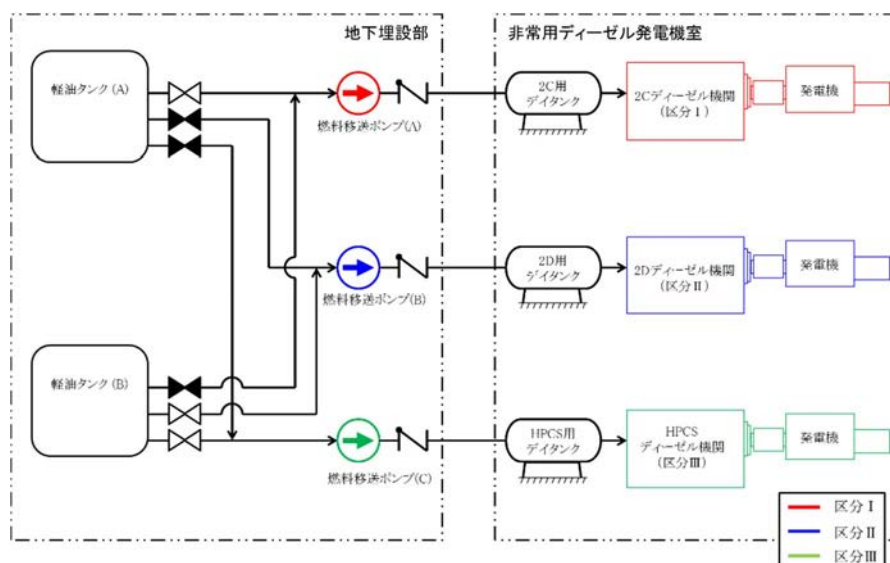 地下埋設部
非常用ディーゼル発電機室
軽油タンク(A)
燃料移送ポンプ(A)
2C用
デイタンク
2Cディーゼル機関
(区分Ⅰ)
発電機
燃料移送ポンプ(B)
2D用
デイタンク
2Dディーゼル機関
(区分Ⅱ)
発電機
軽油タンク(B)
燃料移送ポンプ(C)
HPCS用
デイタンク
HPCS
ディーゼル機関
(区分Ⅲ)
発電機
区分Ⅰ
区分Ⅱ
区分Ⅲ